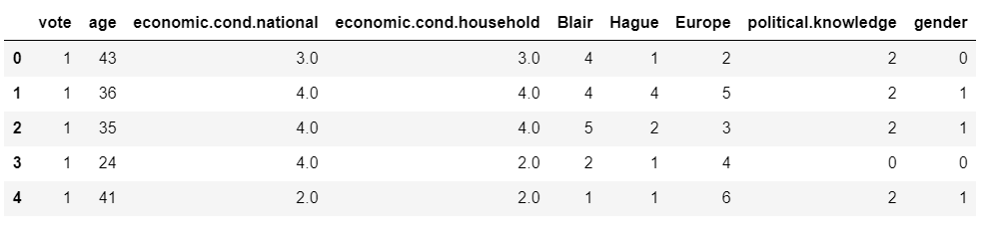 vote age economic.cond.national economic.cond.household Blair Hague Europe political.knowledge gender
0 1 43 3.0 3.0 4 1 2 2 0
1 1 36 4.0 4.0 4 4 5 2 1
2 1 35 4.0 4.0 5 2 3 2 1
3 1 24 4.0 2.0 2 1 4 0 0
4 1 41 2.0 2.0 1 1 6 2 1